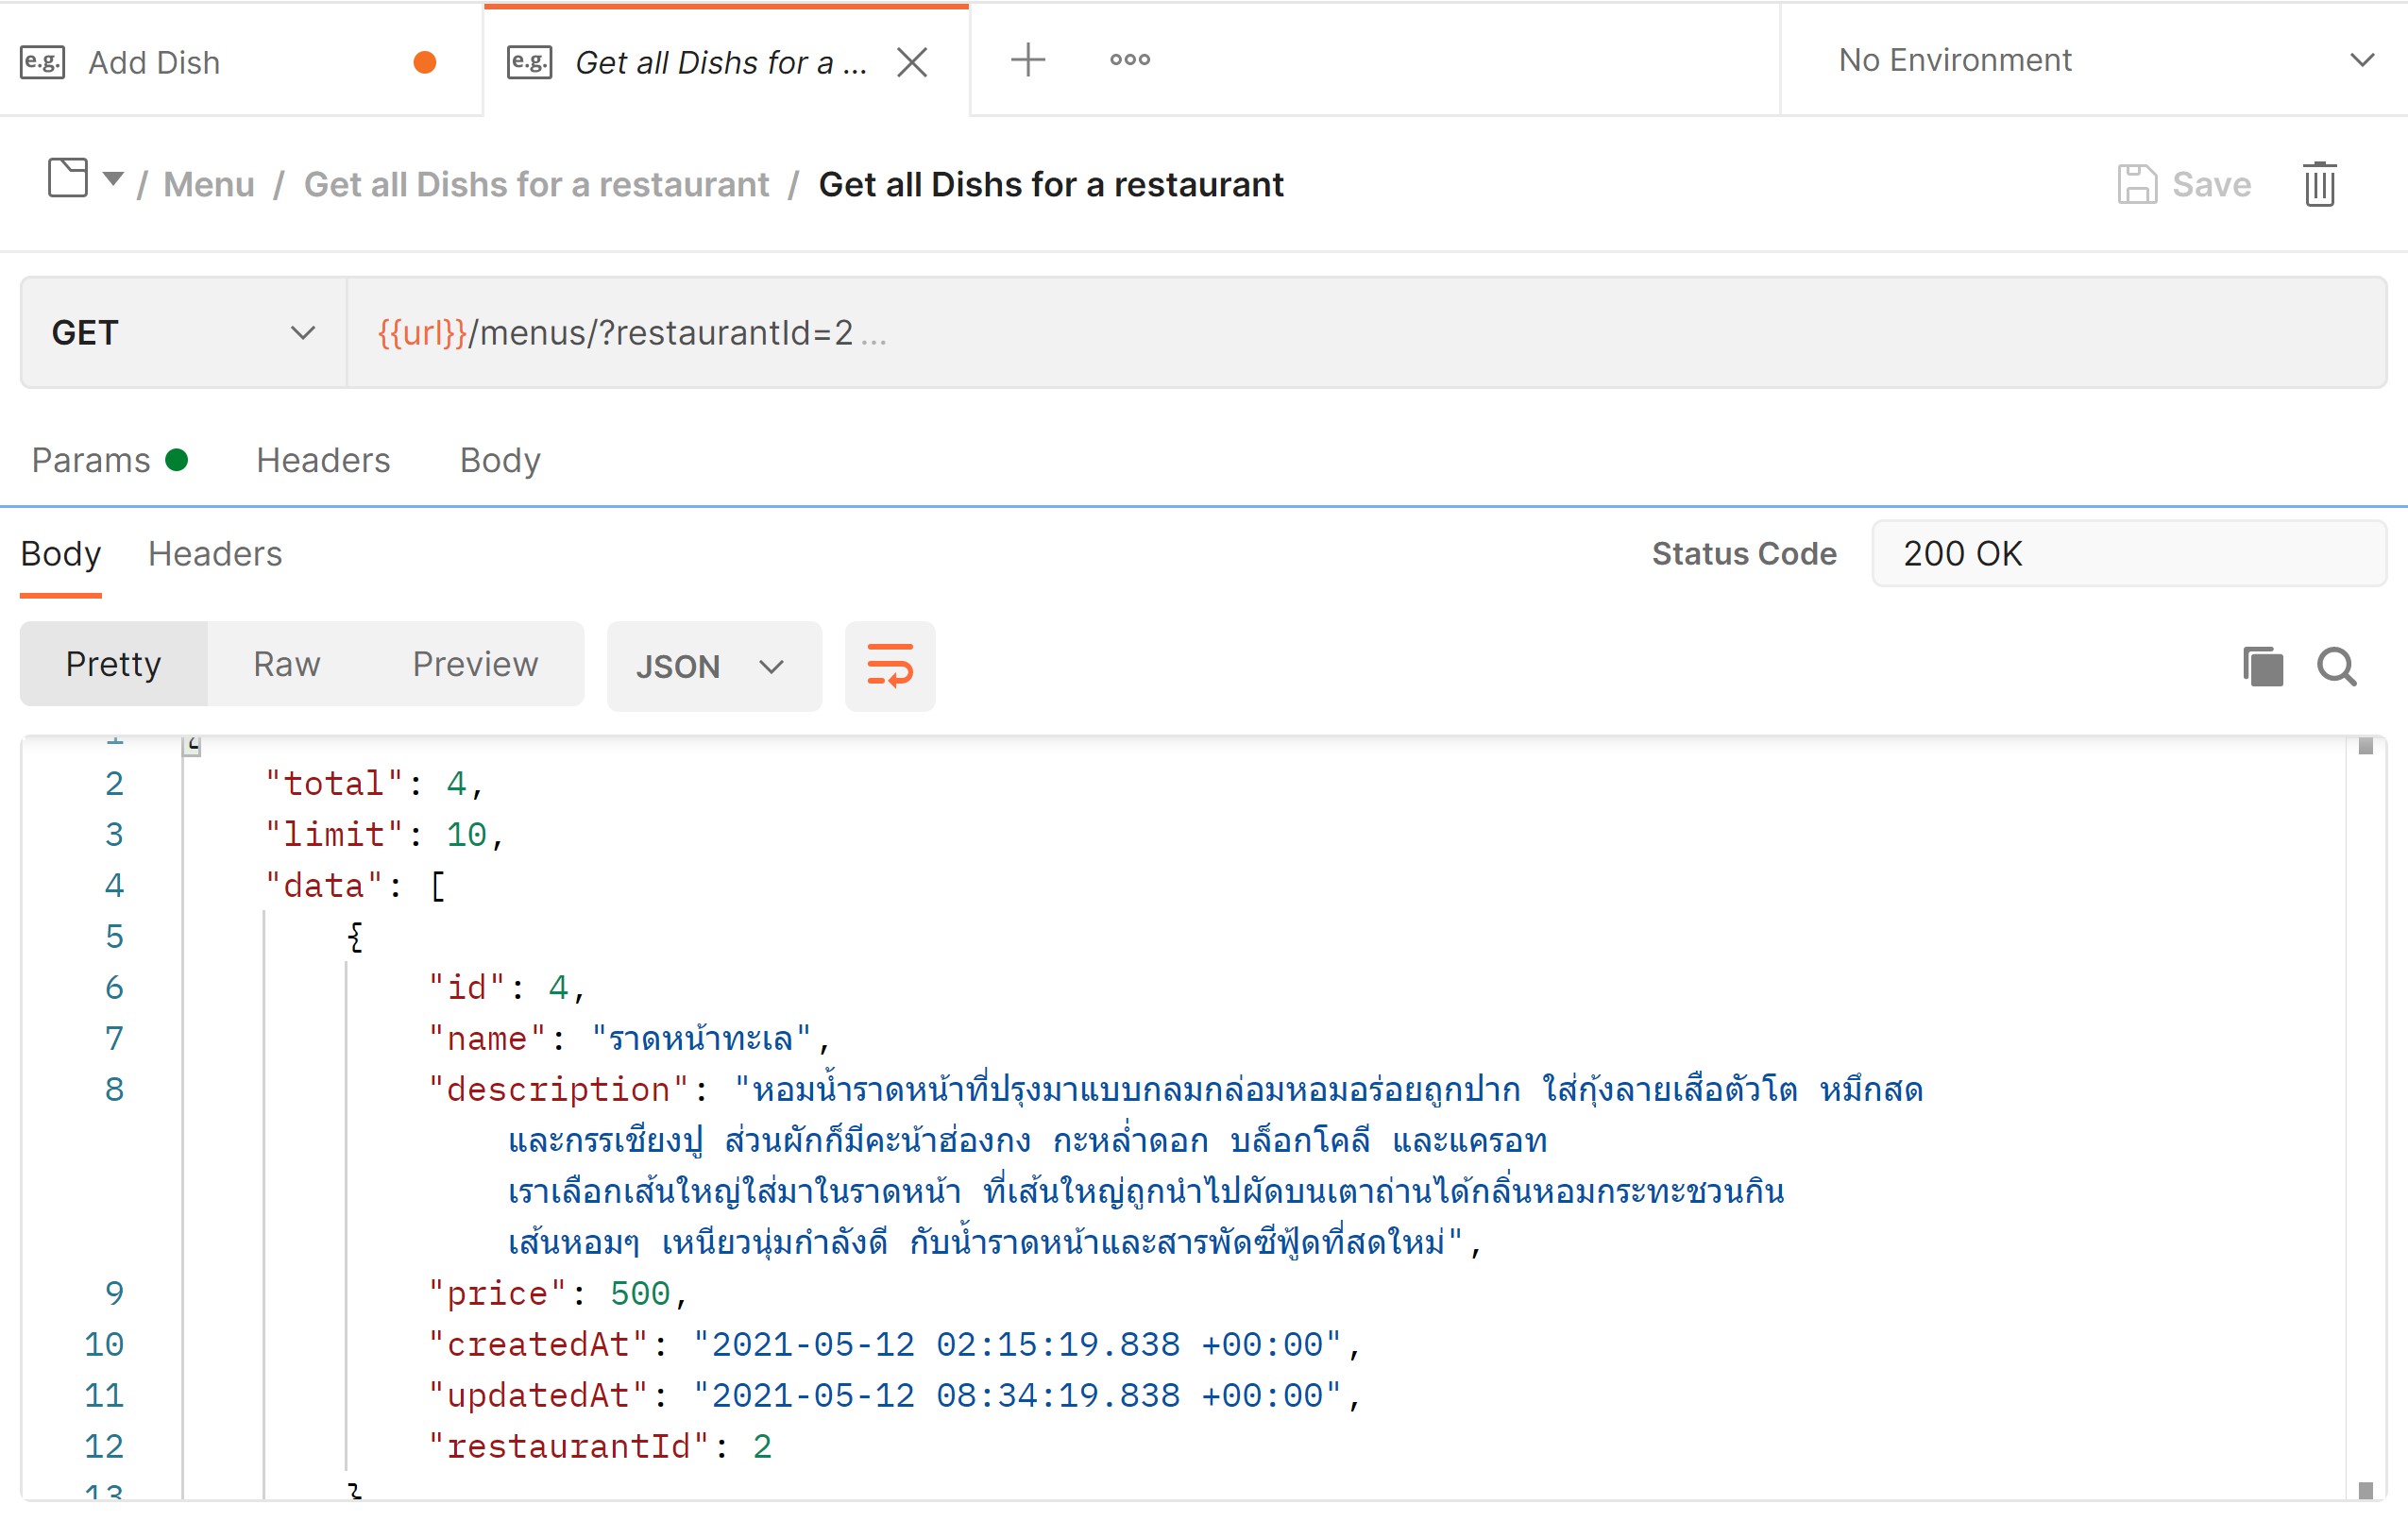 e.g. Add Dish e.g. Get all Dishs for a ... No Environment
/ Menu / Get all Dishs for a restaurant / Get all Dishs for a restaurant Save
GET {{url}}/menus/?restaurantId=2 ...
Params Headers Body
Body Headers Status Code 200 OK
Pretty Raw Preview JSON
1 {
2 "total": 4,
3 "limit": 10,
4 "data": [
5 {
6 "id": 4,
7 "name": "ราดหน้าทะเล",
8 "description": "หอมน้ำราดหน้าที่ปรุงมาแบบกลมกล่อมหอมอร่อยถูกปาก ใส่กุ้งลายเสือตัวโต หมึกสด
และกรรเชียงปู ส่วนผักก็มีคะน้าฮ่องกง กะหล่ำดอก บล็อกโคลี และแครอท
เราเลือกเส้นใหญ่ใส่มาในราดหน้า ที่เส้นใหญ่ถูกนำไปผัดบนเตาถ่านได้กลิ่นหอมกระทะชวนกิน
เส้นหอมๆ เหนียวนุ่มกำลังดี กับน้ำราดหน้าและสารพัดซีฟู้ดที่สดใหม่",
9 "price": 500,
10 "createdAt": "2021-05-12 02:15:19.838 +00:00",
11 "updatedAt": "2021-05-12 08:34:19.838 +00:00",
12 "restaurantId": 2
13 }